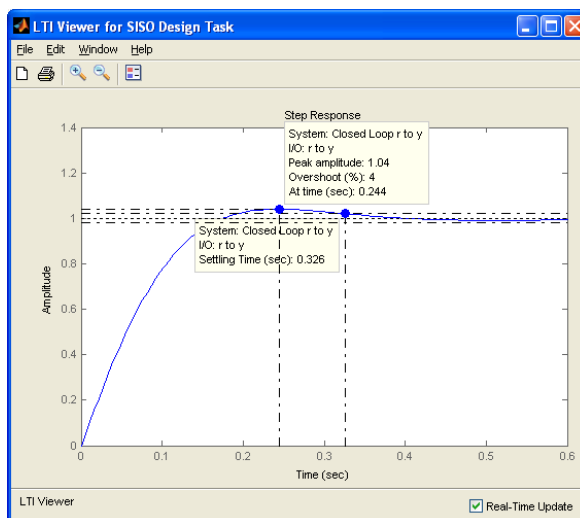 LTI Viewer for SISO Design Task
File Edit Window Help
Step Response
1.4
1.2
1
0.8
0.6
0.4
0.2
0
Amplitude
System: Closed Loop r to y
I/O: r to y
Peak amplitude: 1.04
Overshoot (%): 4
At time (sec): 0.244
System: Closed Loop r to y
I/O: r to y
Settling Time (sec): 0.326
0 0.1 0.2 0.3 0.4 0.5 0.6
Time (sec)
LTI Viewer
Real-Time Update